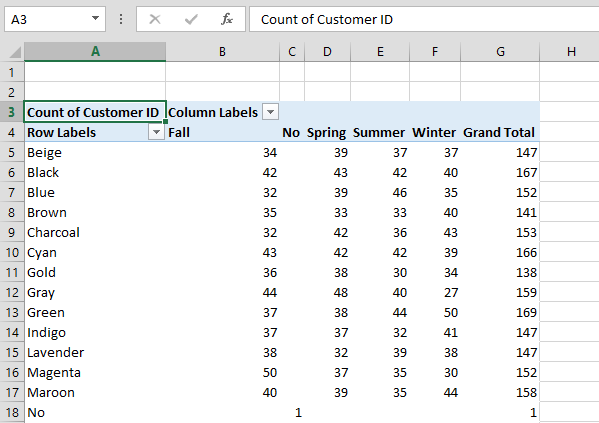 A3 fx Count of Customer ID
A B C D E F G H
1
2
3 Count of Customer ID Column Labels
4 Row Labels Fall No Spring Summer Winter Grand Total
5 Beige 34 39 37 37 147
6 Black 42 43 42 40 167
7 Blue 32 39 46 35 152
8 Brown 35 33 33 40 141
9 Charcoal 32 42 36 43 153
10 Cyan 43 42 42 39 166
11 Gold 36 38 30 34 138
12 Gray 44 48 40 27 159
13 Green 37 38 44 50 169
14 Indigo 37 37 32 41 147
15 Lavender 38 32 39 38 147
16 Magenta 50 37 35 30 152
17 Maroon 40 39 35 44 158
18 No 1 1